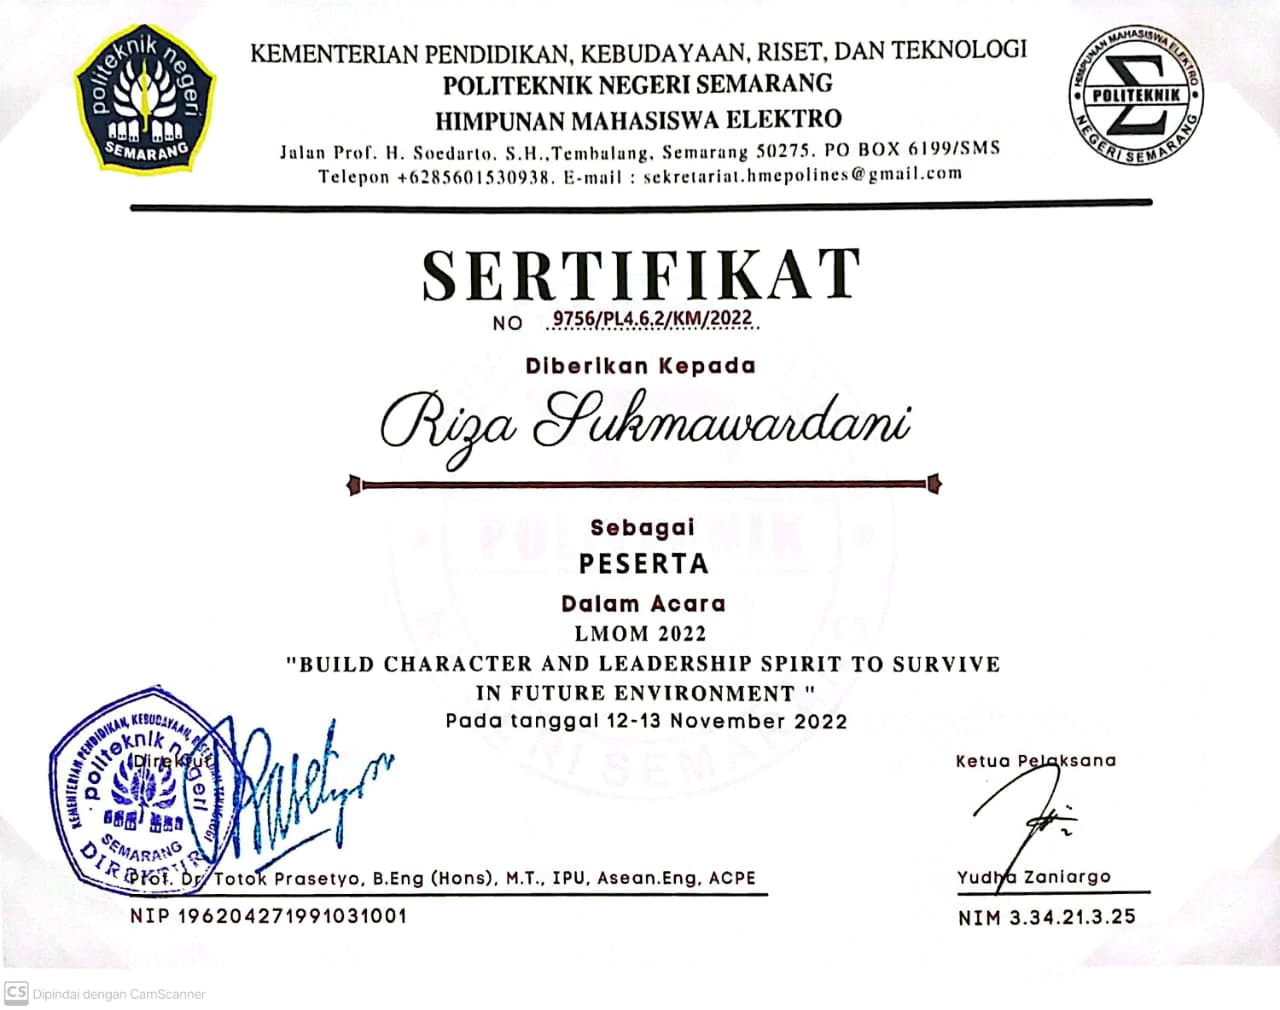 politeknik negeri
SEMARANG
KEMENTERIAN PENDIDIKAN, KEBUDAYAAN, RISET, DAN TEKNOLOGI
POLITEKNIK NEGERI SEMARANG
HIMPUNAN MAHASISWA ELEKTRO
Jalan Prof. H. Soedarto. S.H.,Tembalang, Semarang 50275. PO BOX 6199/SMS
Telepon +6285601530938. E-mail : sekretariat.hmepolines@gmail.com
HIMPUNAN MAHASISWA ELEKTRO
POLITEKNIK
NEGERI SEMARANG
SERTIFIKAT
NO 9756/PL4.6.2/KM/2022
Diberikan Kepada
Riza Sukmawardani
Sebagai
PESERTA
Dalam Acara
LMOM 2022
"BUILD CHARACTER AND LEADERSHIP SPIRIT TO SURVIVE
IN FUTURE ENVIRONMENT "
Pada tanggal 12-13 November 2022
POLITEKNIK
NEGERI SEMARANG
KEMENTERIAN PENDIDIKAN, KEBUDAYAAN, RISET, DAN TEKNOLOGI
politeknik negeri
SEMARANG
DIREKTUR
Direktur
Prof. Dr. Totok Prasetyo, B.Eng (Hons), M.T., IPU, Asean.Eng, ACPE
NIP 196204271991031001
Ketua Pelaksana
Yudha Zaniargo
NIM 3.34.21.3.25
CS Dipindai dengan CamScanner